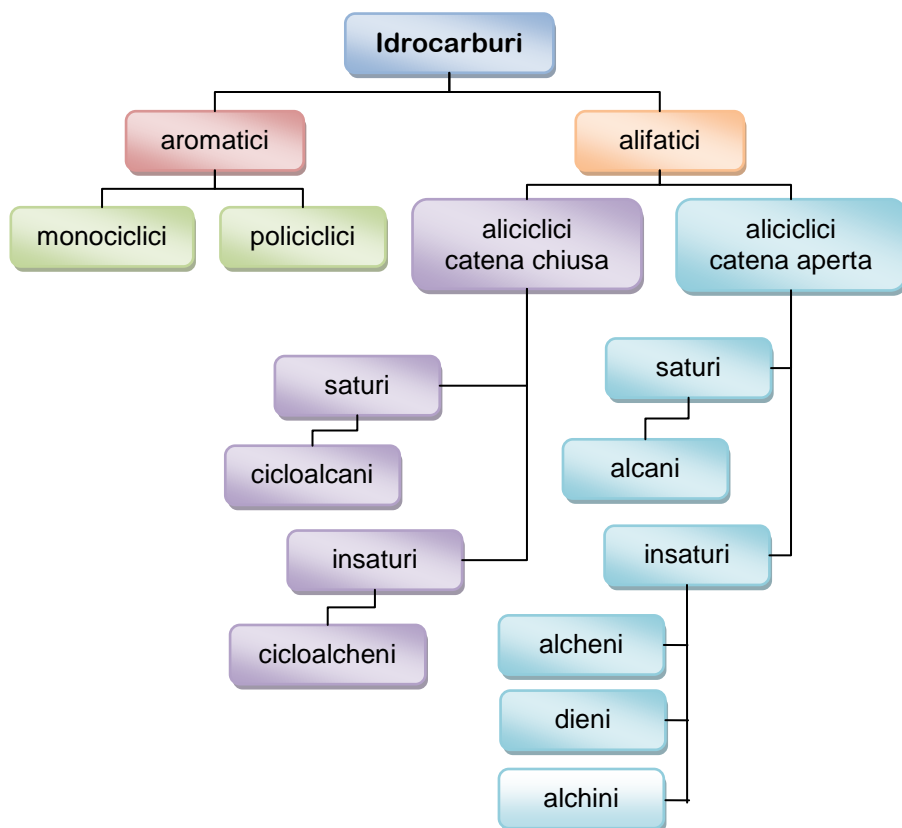 Idrocarburi
aromatici
alifatici
monociclici
policiclici
aliciclici
catena chiusa
aliciclici
catena aperta
saturi
cicloalcani
insaturi
cicloalcheni
saturi
alcani
insaturi
alcheni
dieni
alchini